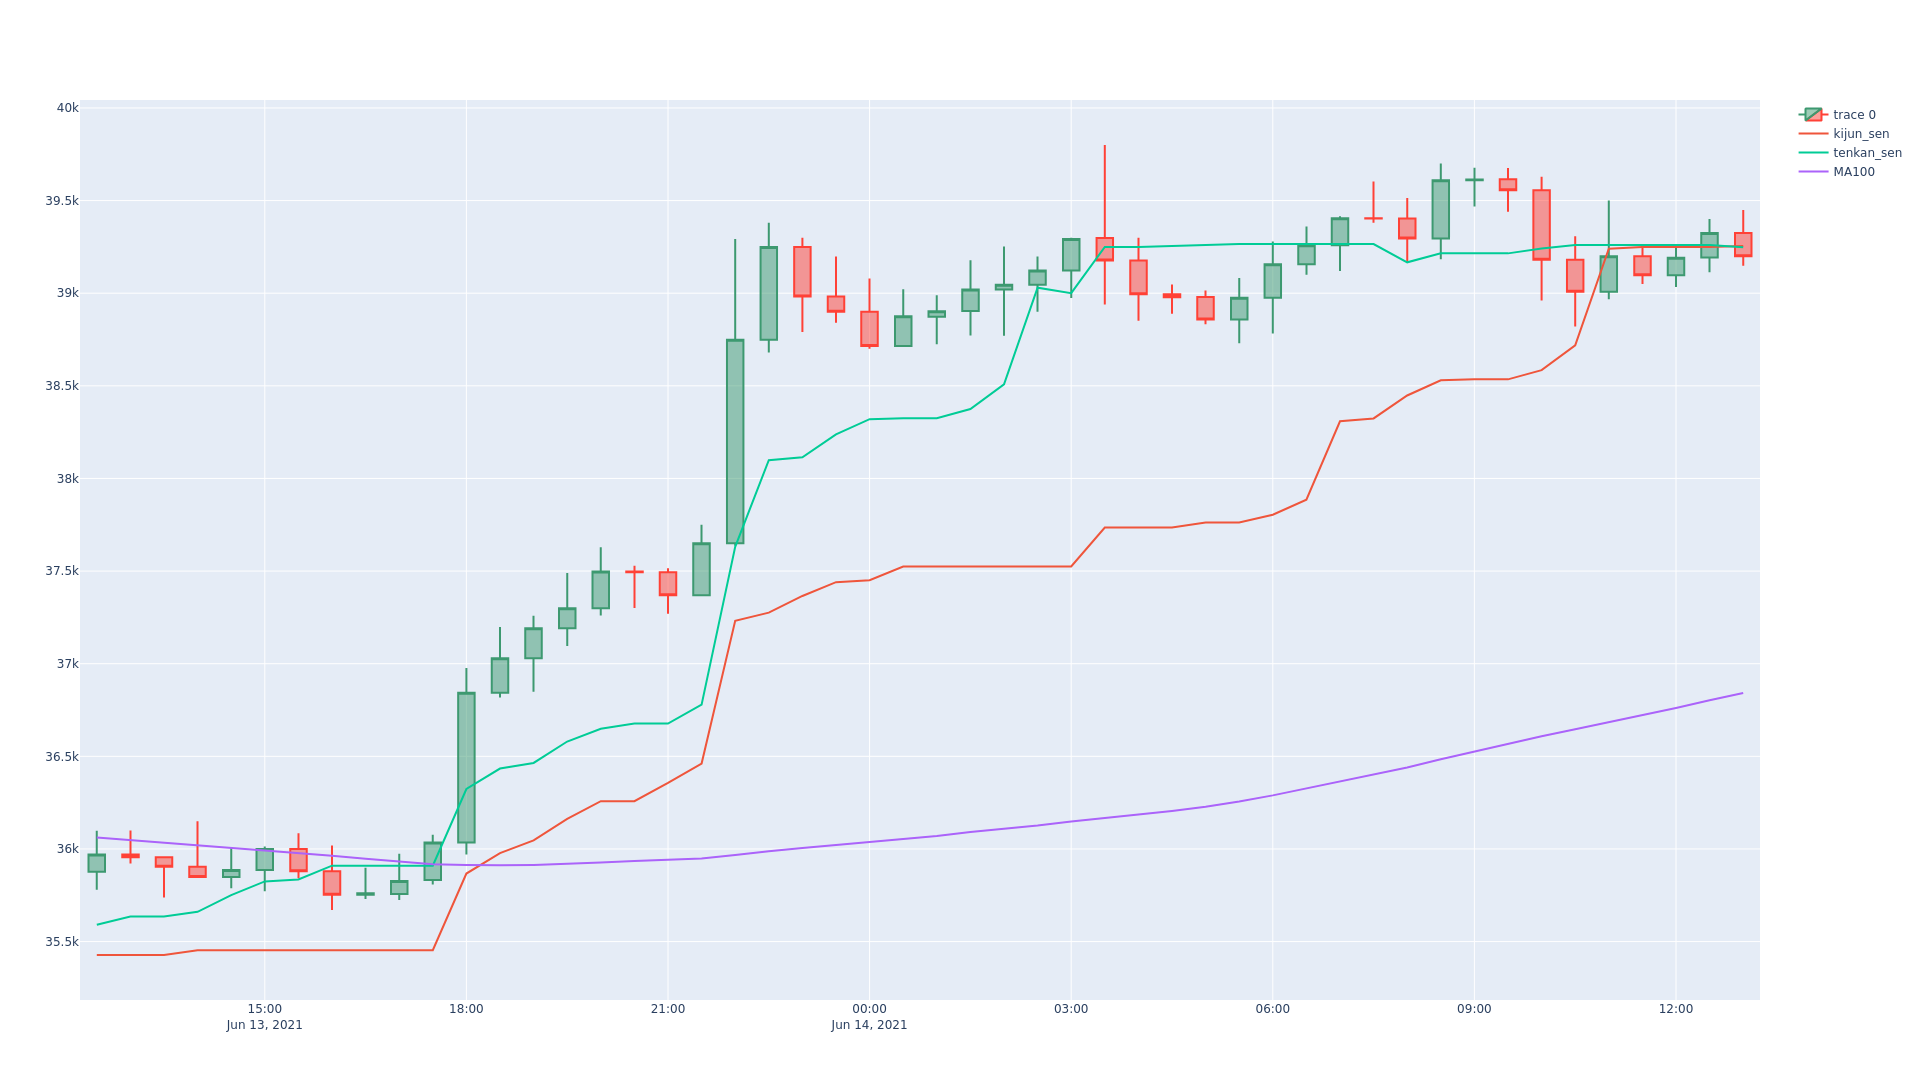 40k
39.5k
39k
38.5k
38k
37.5k
37k
36.5k
36k
35.5k
15:00
Jun 13, 2021
18:00
21:00
00:00
Jun 14, 2021
03:00
06:00
09:00
12:00
trace 0
kijun_sen
tenkan_sen
MA100